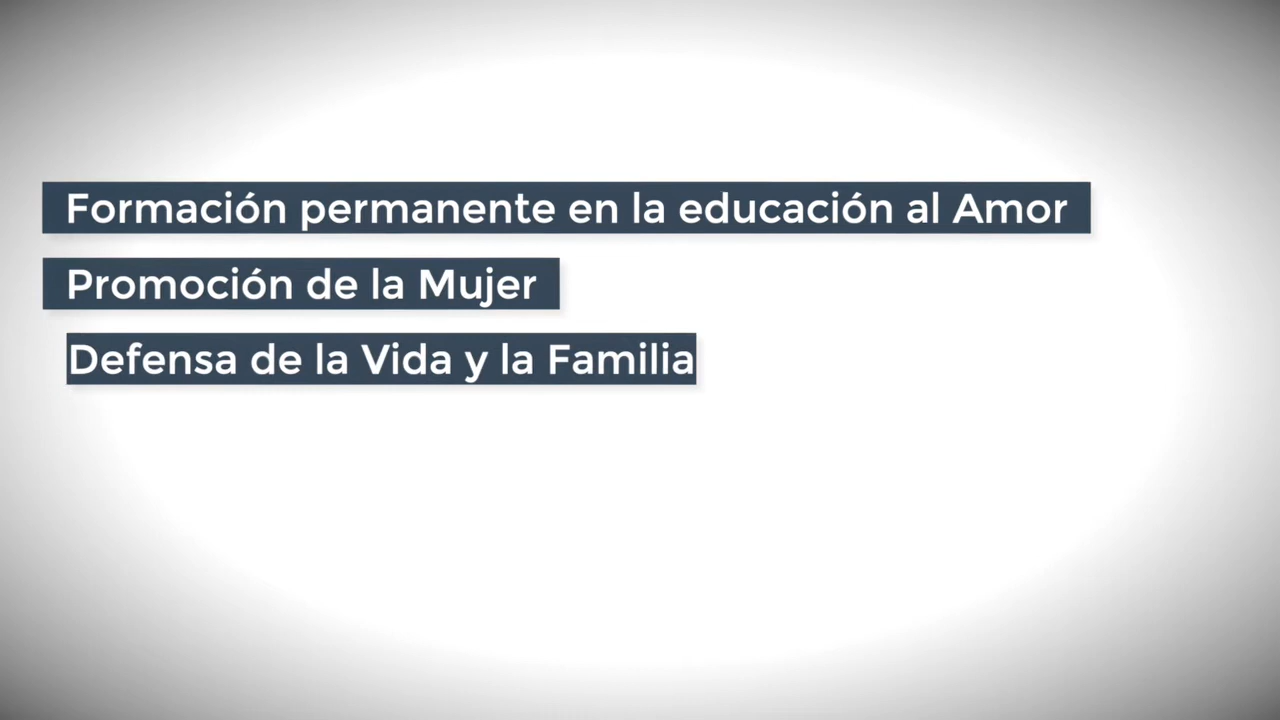 Formación permanente en la educación al Amor
Promoción de la Mujer
Defensa de la Vida y la Familia